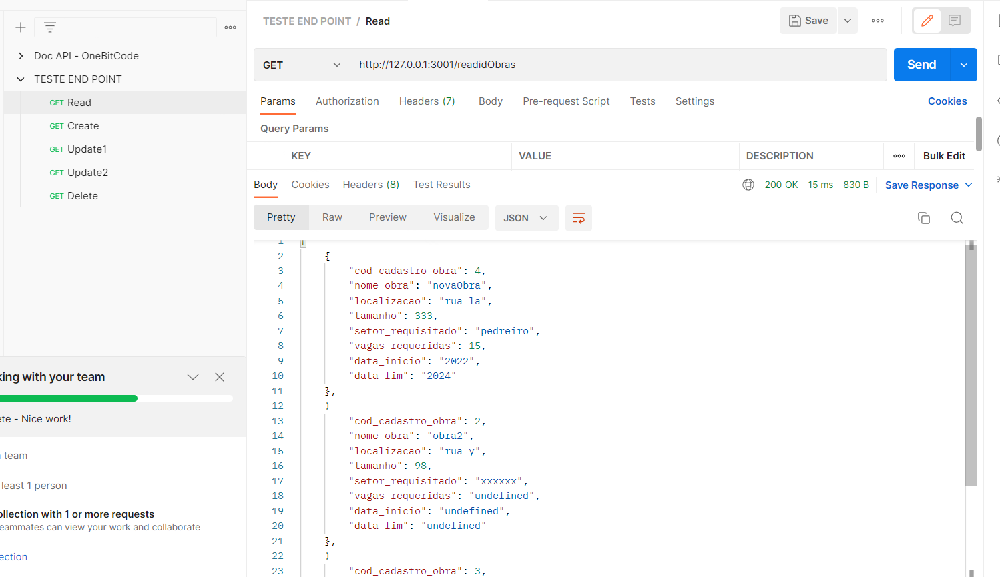 TESTE END POINT / Read
Save
Doc API - OneBitCode
TESTE END POINT
GET Read
GET Create
GET Update1
GET Update2
GET Delete
GET
http://127.0.0.1:3001/readidObras
Send
Params Authorization Headers (7) Body Pre-request Script Tests Settings
Cookies
Query Params
KEY VALUE DESCRIPTION
Bulk Edit
Body Cookies Headers (8) Test Results
200 OK 15 ms 830 B Save Response
Pretty Raw Preview Visualize
JSON
1 [
2 {
3 "cod_cadastro_obra": 4,
4 "nome_obra": "novaObra",
5 "localizacao": "rua la",
6 "tamanho": 333,
7 "setor_requisitado": "pedreiro",
8 "vagas_requeridas": 15,
9 "data_inicio": "2022",
10 "data_fim": "2024"
11 },
12 {
13 "cod_cadastro_obra": 2,
14 "nome_obra": "obra2",
15 "localizacao": "rua y",
16 "tamanho": 98,
17 "setor_requisitado": "xxxxxx",
18 "vagas_requeridas": "undefined",
19 "data_inicio": "undefined",
20 "data_fim": "undefined"
21 },
22 {
23 "cod_cadastro_obra": 3,
king with your team
ete - Nice work!
team
least 1 person
ollection with 1 or more requests
eammates can view your work and collaborate
ection